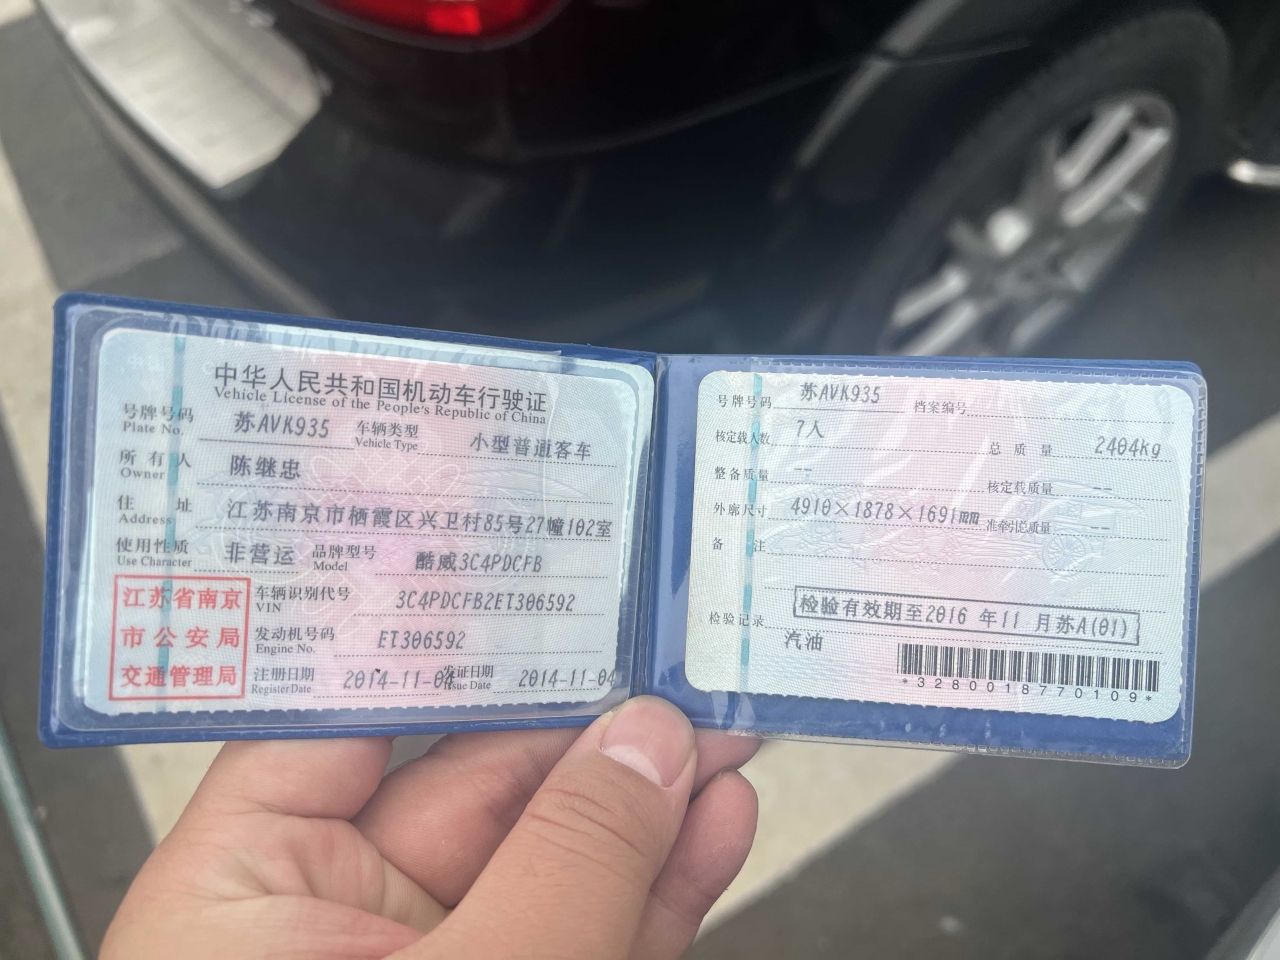 中华人民共和国机动车行驶证
Vehicle License of the People's Republic of China
号牌号码 苏AVK935 车辆类型 小型普通客车
Plate No. Vehicle Type
所有人 陈继忠
Owner
住址 江苏南京市栖霞区兴卫村85号27幢102室
Address
使用性质 非营运 品牌型号 酷威3C4PDCFB
Use Character Model
江苏省南京
市公安局
交通管理局
车辆识别代号 3C4PDCFB2ET306592
VIN
发动机号码 ET306592
Engine No.
注册日期 2014-11-04 发证日期 2014-11-04
Register Date Issue Date
号牌号码 苏AVK935 档案编号
核定载人数 7人 总质量 2404kg
整备质量 -- 核定载质量 --
外廓尺寸 4910×1878×1691mm 准牵引总质量 --
备注
检验有效期至2016 年11 月苏A(01)
检验记录
汽油
*3280018770109*